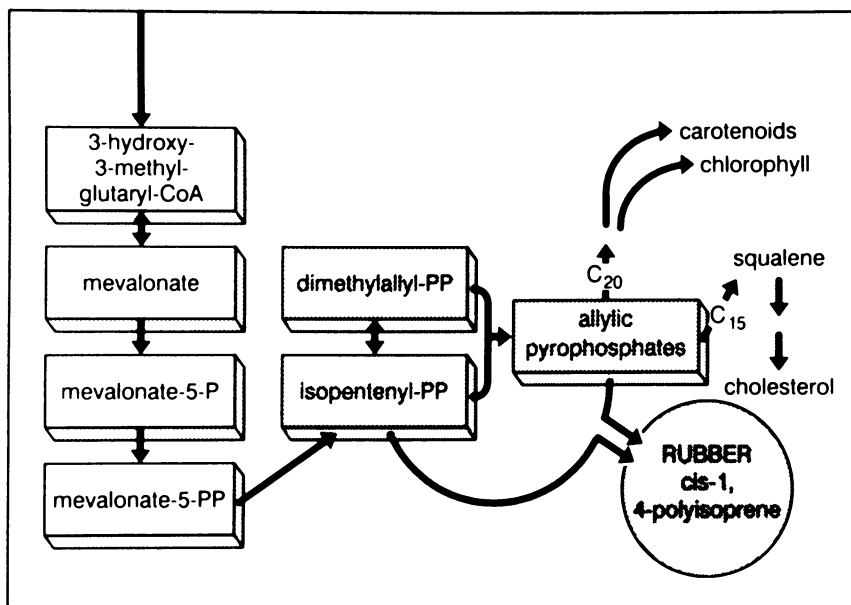 3-hydroxy-
3-methyl-
glutaryl-CoA
mevalonate
mevalonate-5-P
mevalonate-5-PP
dimethylallyl-PP
isopentenyl-PP
allylic
pyrophosphates
C20
C15
carotenoids
chlorophyll
squalene
cholesterol
RUBBER
cis-1,
4-polyisoprene